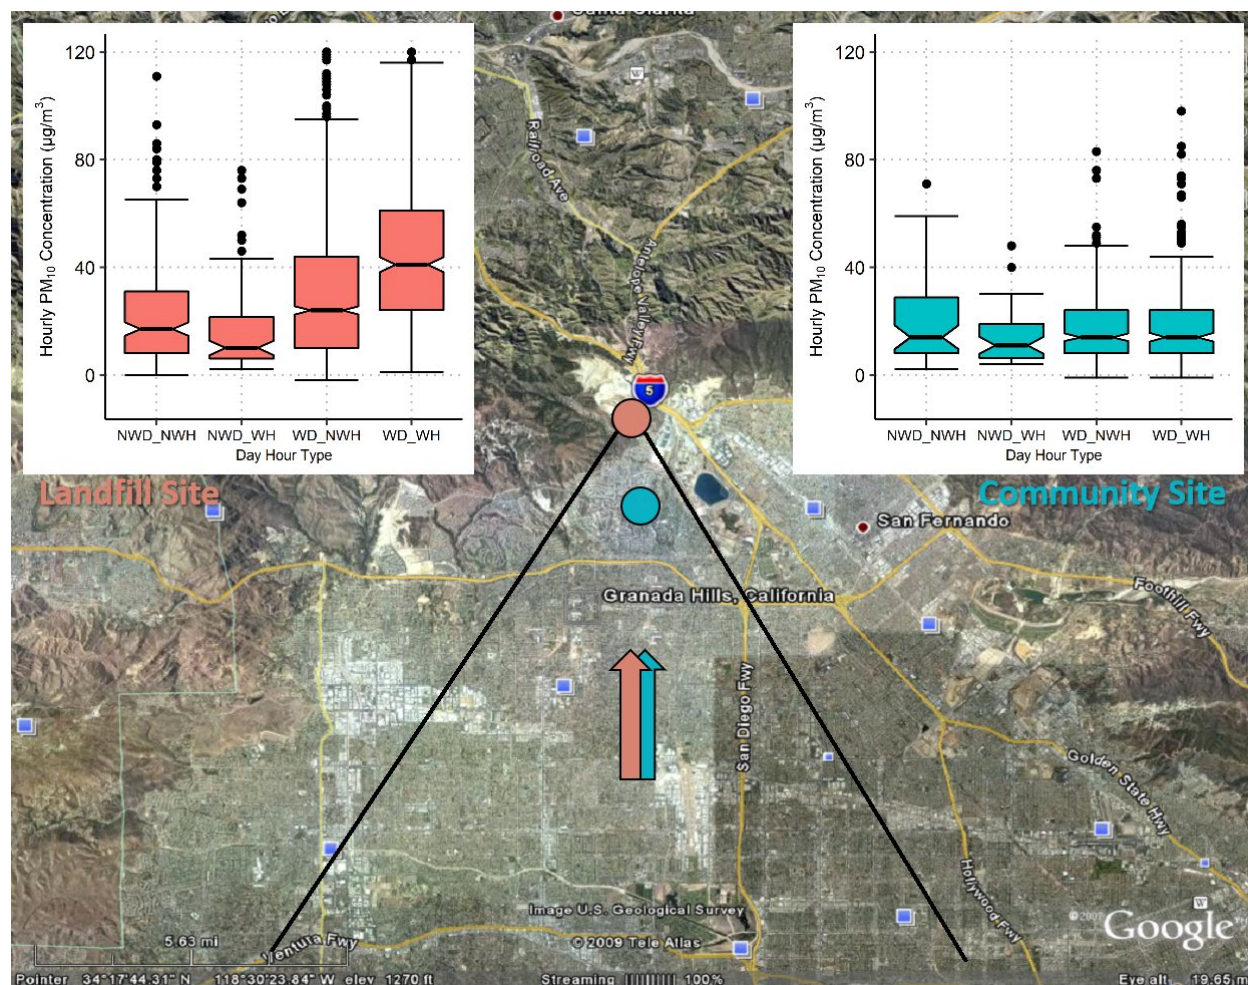 Santa Clarita
120
80
40
0
Hourly PM10 Concentration (µg/m3)
NWD_NWH
NWD_WH
WD_NWH
WD_WH
Day Hour Type
Landfill Site
120
80
40
0
Hourly PM10 Concentration (µg/m3)
NWD_NWH
NWD_WH
WD_NWH
WD_WH
Day Hour Type
Community Site
W
Railroad Ave
Antelope Valley Fwy
5
San Fernando
Granada Hills, California
Foothill Fwy
San Diego Fwy
Golden State Hwy
Hollywood Fwy
Ventura Fwy
5.63 mi
Image U.S. Geological Survey
© 2009 Tele Atlas
W
Google
Pointer 34°17'44.31" N 118°30'23.84" W elev 1270 ft
Streaming 100%
Eye alt 19.65 m